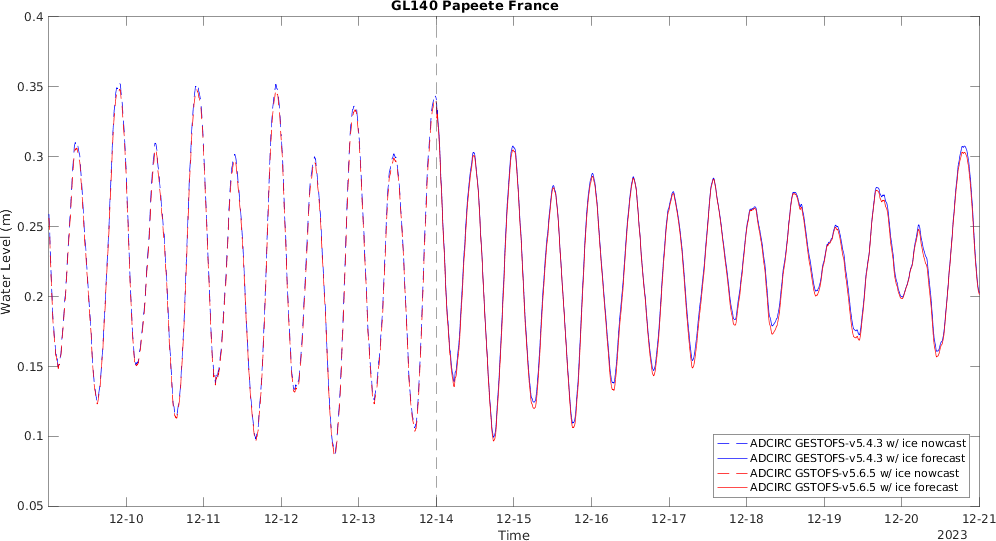 GL140 Papeete France
0.4
0.35
0.3
0.25
0.2
0.15
0.1
0.05
Water Level (m)
ADCIRC GESTOFS-v5.4.3 w/ ice nowcast
ADCIRC GESTOFS-v5.4.3 w/ ice forecast
ADCIRC GSTOFS-v5.6.5 w/ ice nowcast
ADCIRC GSTOFS-v5.6.5 w/ ice forecast
12-10 12-11 12-12 12-13 12-14 12-15 12-16 12-17 12-18 12-19 12-20 12-21
Time
2023